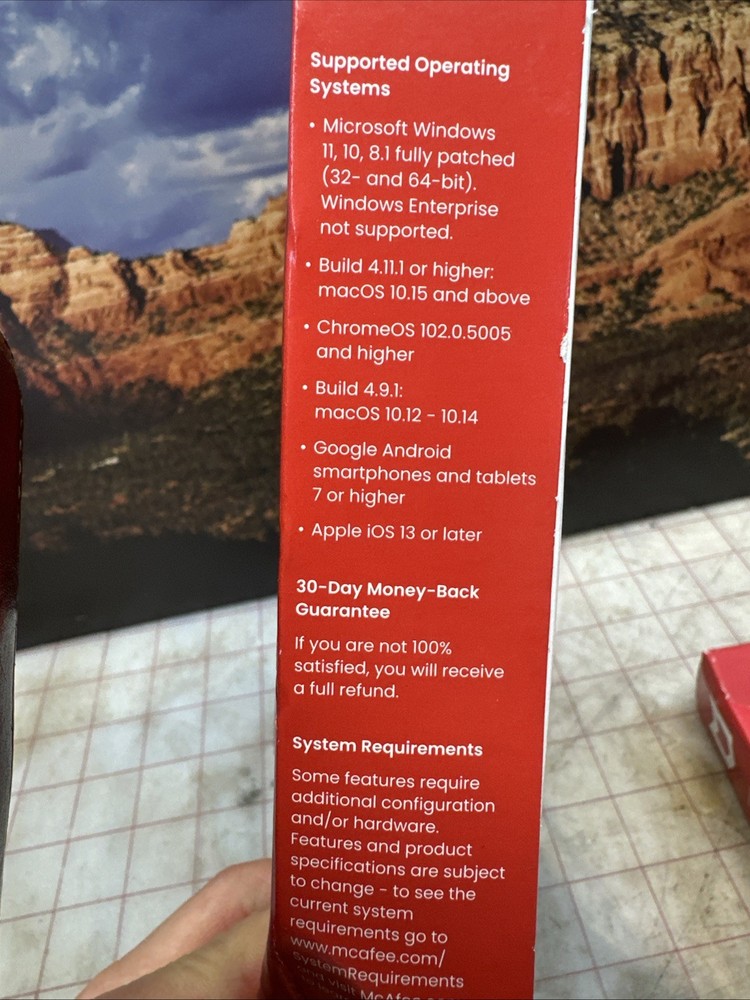 Supported Operating
Systems
• Microsoft Windows
11, 10, 8.1 fully patched
(32- and 64-bit).
Windows Enterprise
not supported.
• Build 4.11.1 or higher:
macOS 10.15 and above
• ChromeOS 102.0.5005
and higher
• Build 4.9.1:
macOS 10.12 - 10.14
• Google Android
smartphones and tablets
7 or higher
• Apple iOS 13 or later
30-Day Money-Back
Guarantee
If you are not 100%
satisfied, you will receive
a full refund.
System Requirements
Some features require
additional configuration
and/or hardware.
Features and product
specifications are subject
to change - to see the
current system
requirements go to
www.mcafee.com/
systemRequirements
and visit McAfee